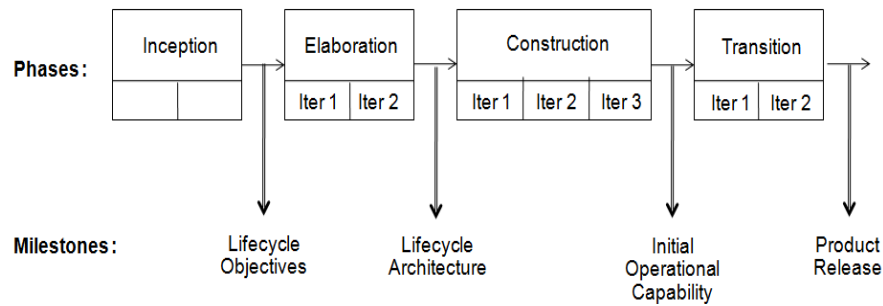 Phases:
Inception
Elaboration
Construction
Transition
Iter 1
Iter 2
Iter 1
Iter 2
Iter 3
Iter 1
Iter 2
Milestones:
Lifecycle
Objectives
Lifecycle
Architecture
Initial
Operational
Capability
Product
Release